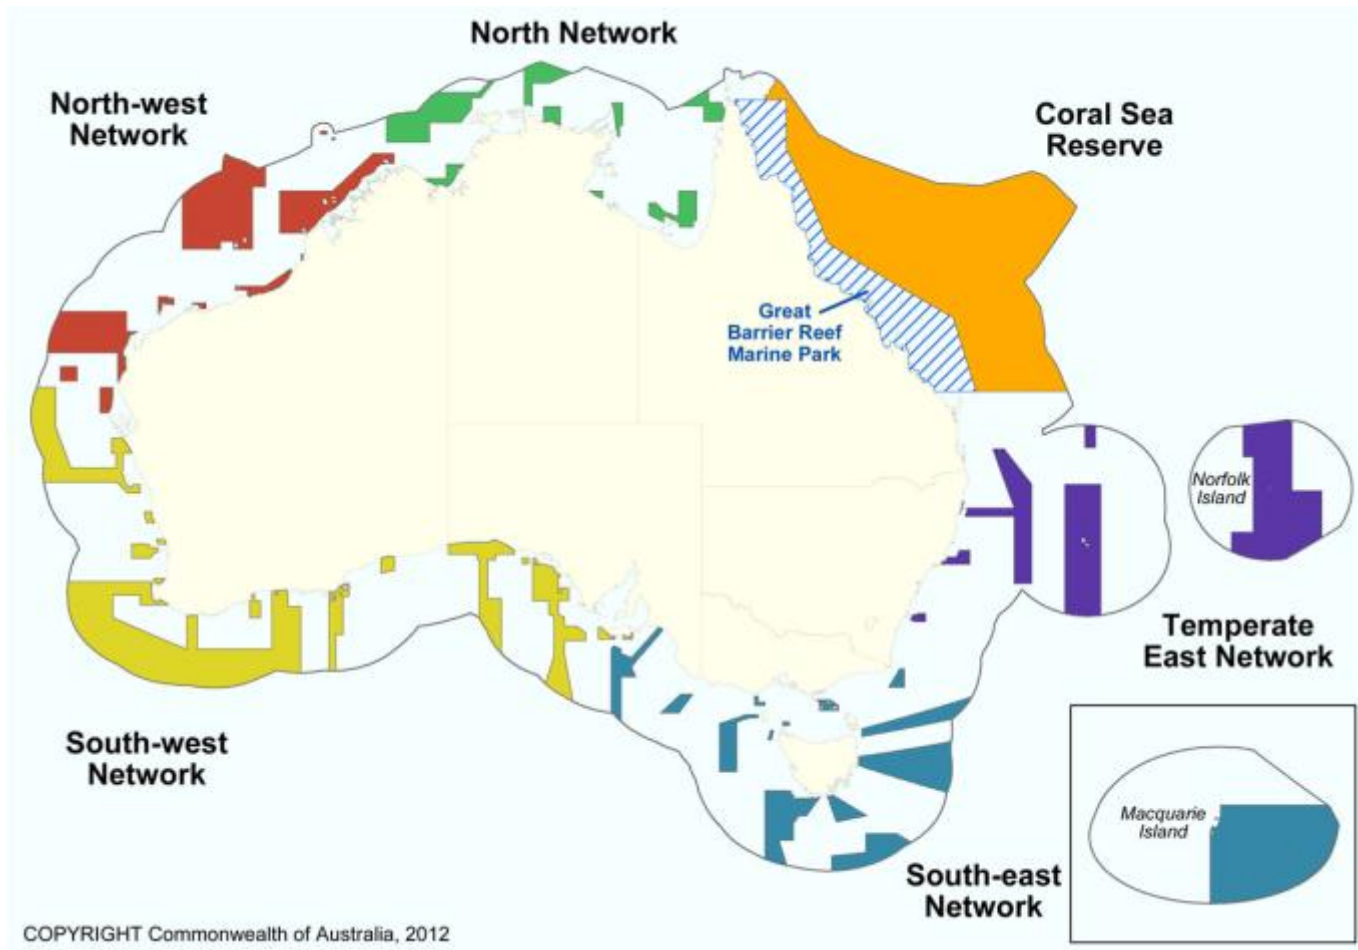 North Network
North-west
Network
Coral Sea
Reserve
Great
Barrier Reef
Marine Park
Norfolk
Island
Temperate
East Network
South-west
Network
Macquarie
Island
South-east
Network
COPYRIGHT Commonwealth of Australia, 2012